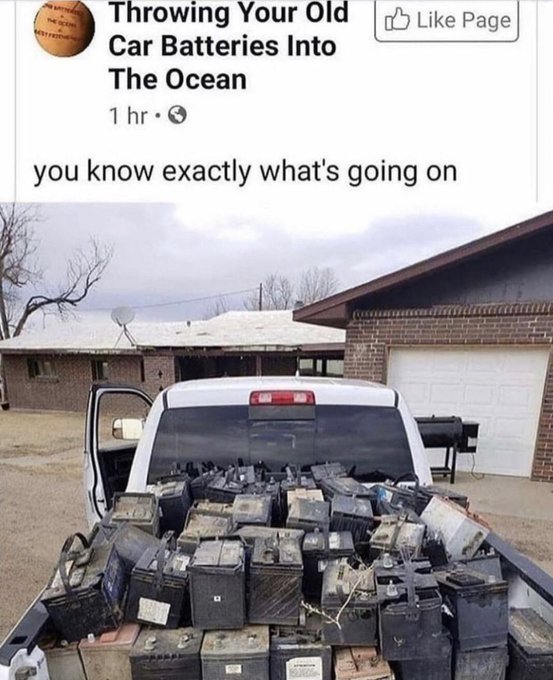 Throwing Your Old
Like Page
Car Batteries Into
The Ocean
1 hr
you know exactly what's going on